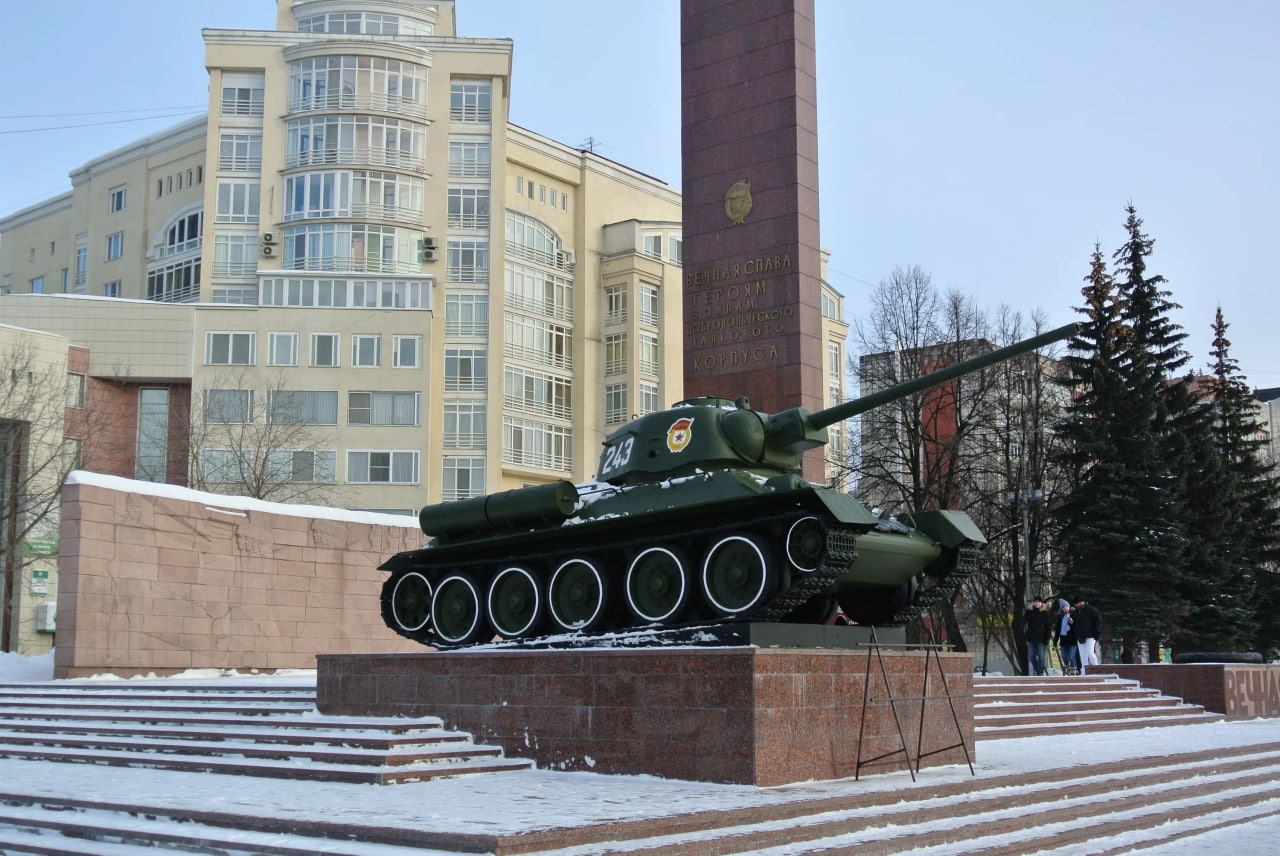 ВЕЧНАЯ СЛАВА
ГЕРОЯМ
ВОИНАМ
ДОБРОВОЛЬЧЕСКОГО
ТАНКОВОГО
КОРПУСА
243
ВЕЧНА